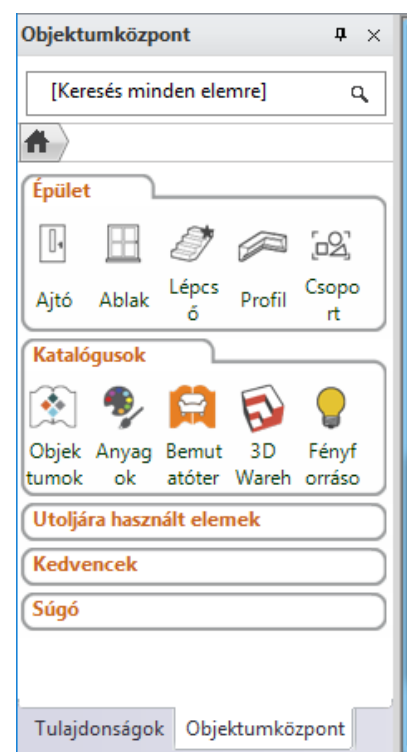 Objektumközpont
[Keresés minden elemre]
Épület
Ajtó Ablak Lépcs
ő Profil Csopo
rt
Katalógusok
Objek
tumok Anyag
ok Bemut
atóter 3D
Wareh Fényf
orráso
Utoljára használt elemek
Kedvencek
Súgó
Tulajdonságok Objektumközpont